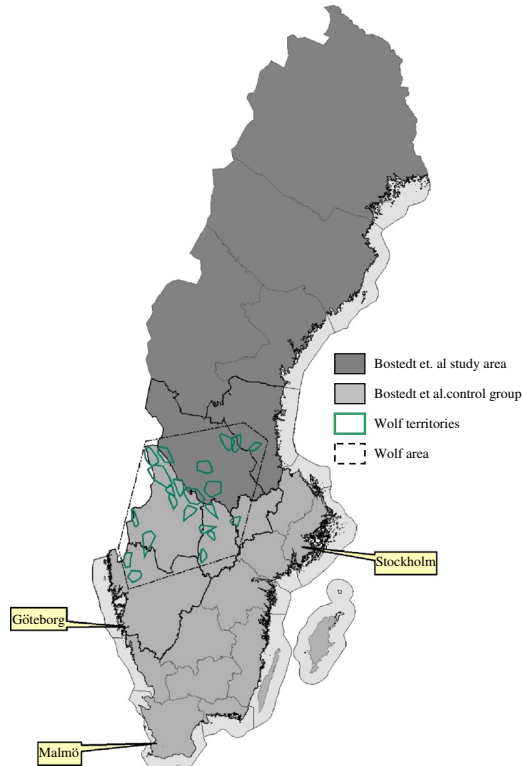 Bostedt et. al study area
Bostedt et al.control group
Wolf territories
Wolf area
Stockholm
Göteborg
Malmö